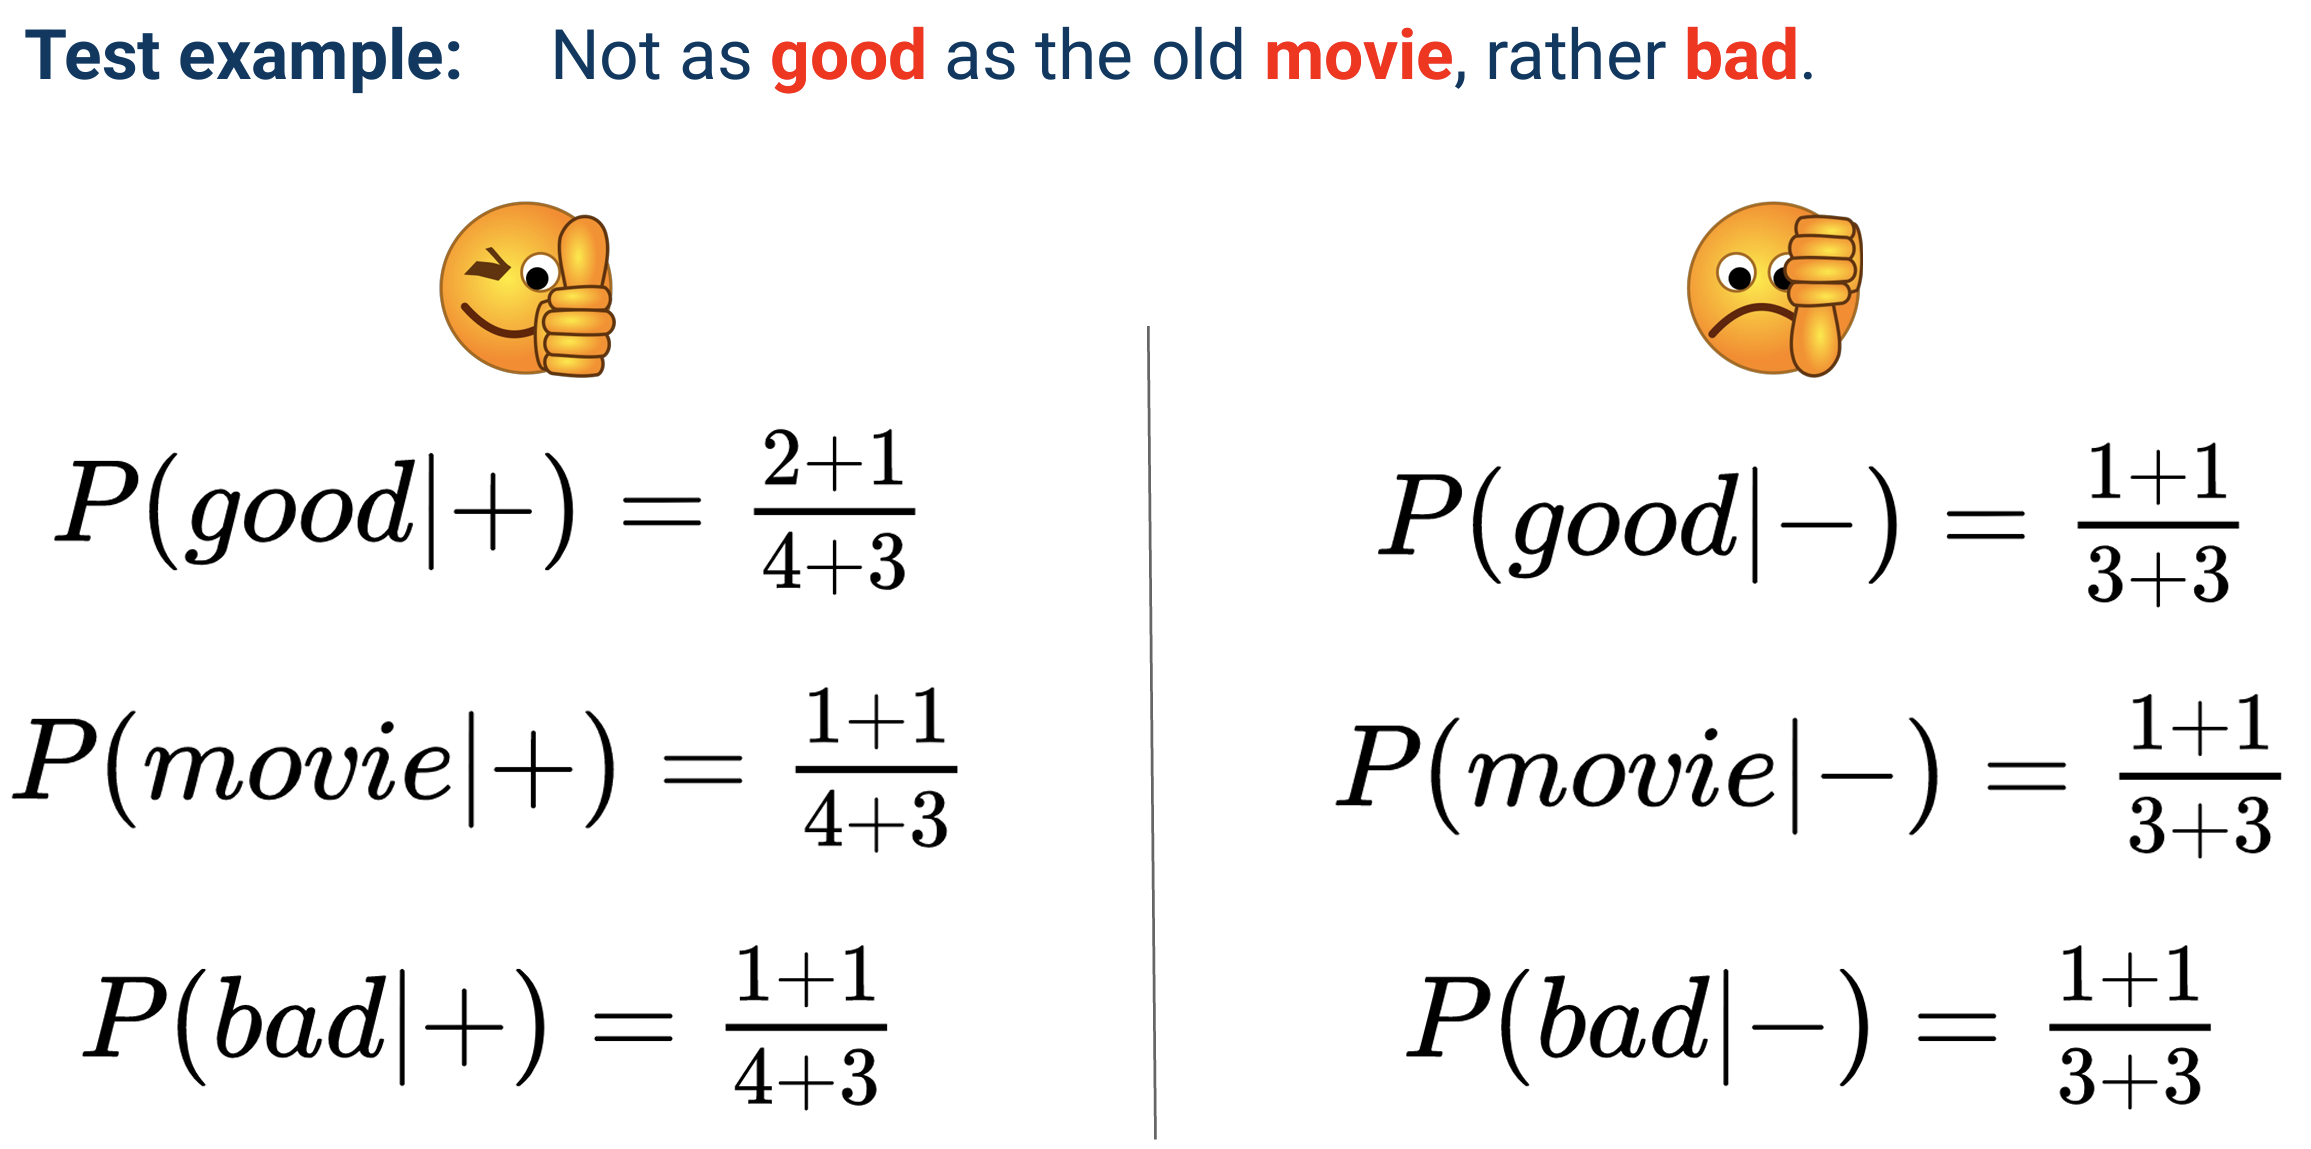 Test example: Not as good as the old movie, rather bad.
P(good|+) = 2+1 / 4+3
P(good|−) = 1+1 / 3+3
P(movie|+) = 1+1 / 4+3
P(movie|−) = 1+1 / 3+3
P(bad|+) = 1+1 / 4+3
P(bad|−) = 1+1 / 3+3